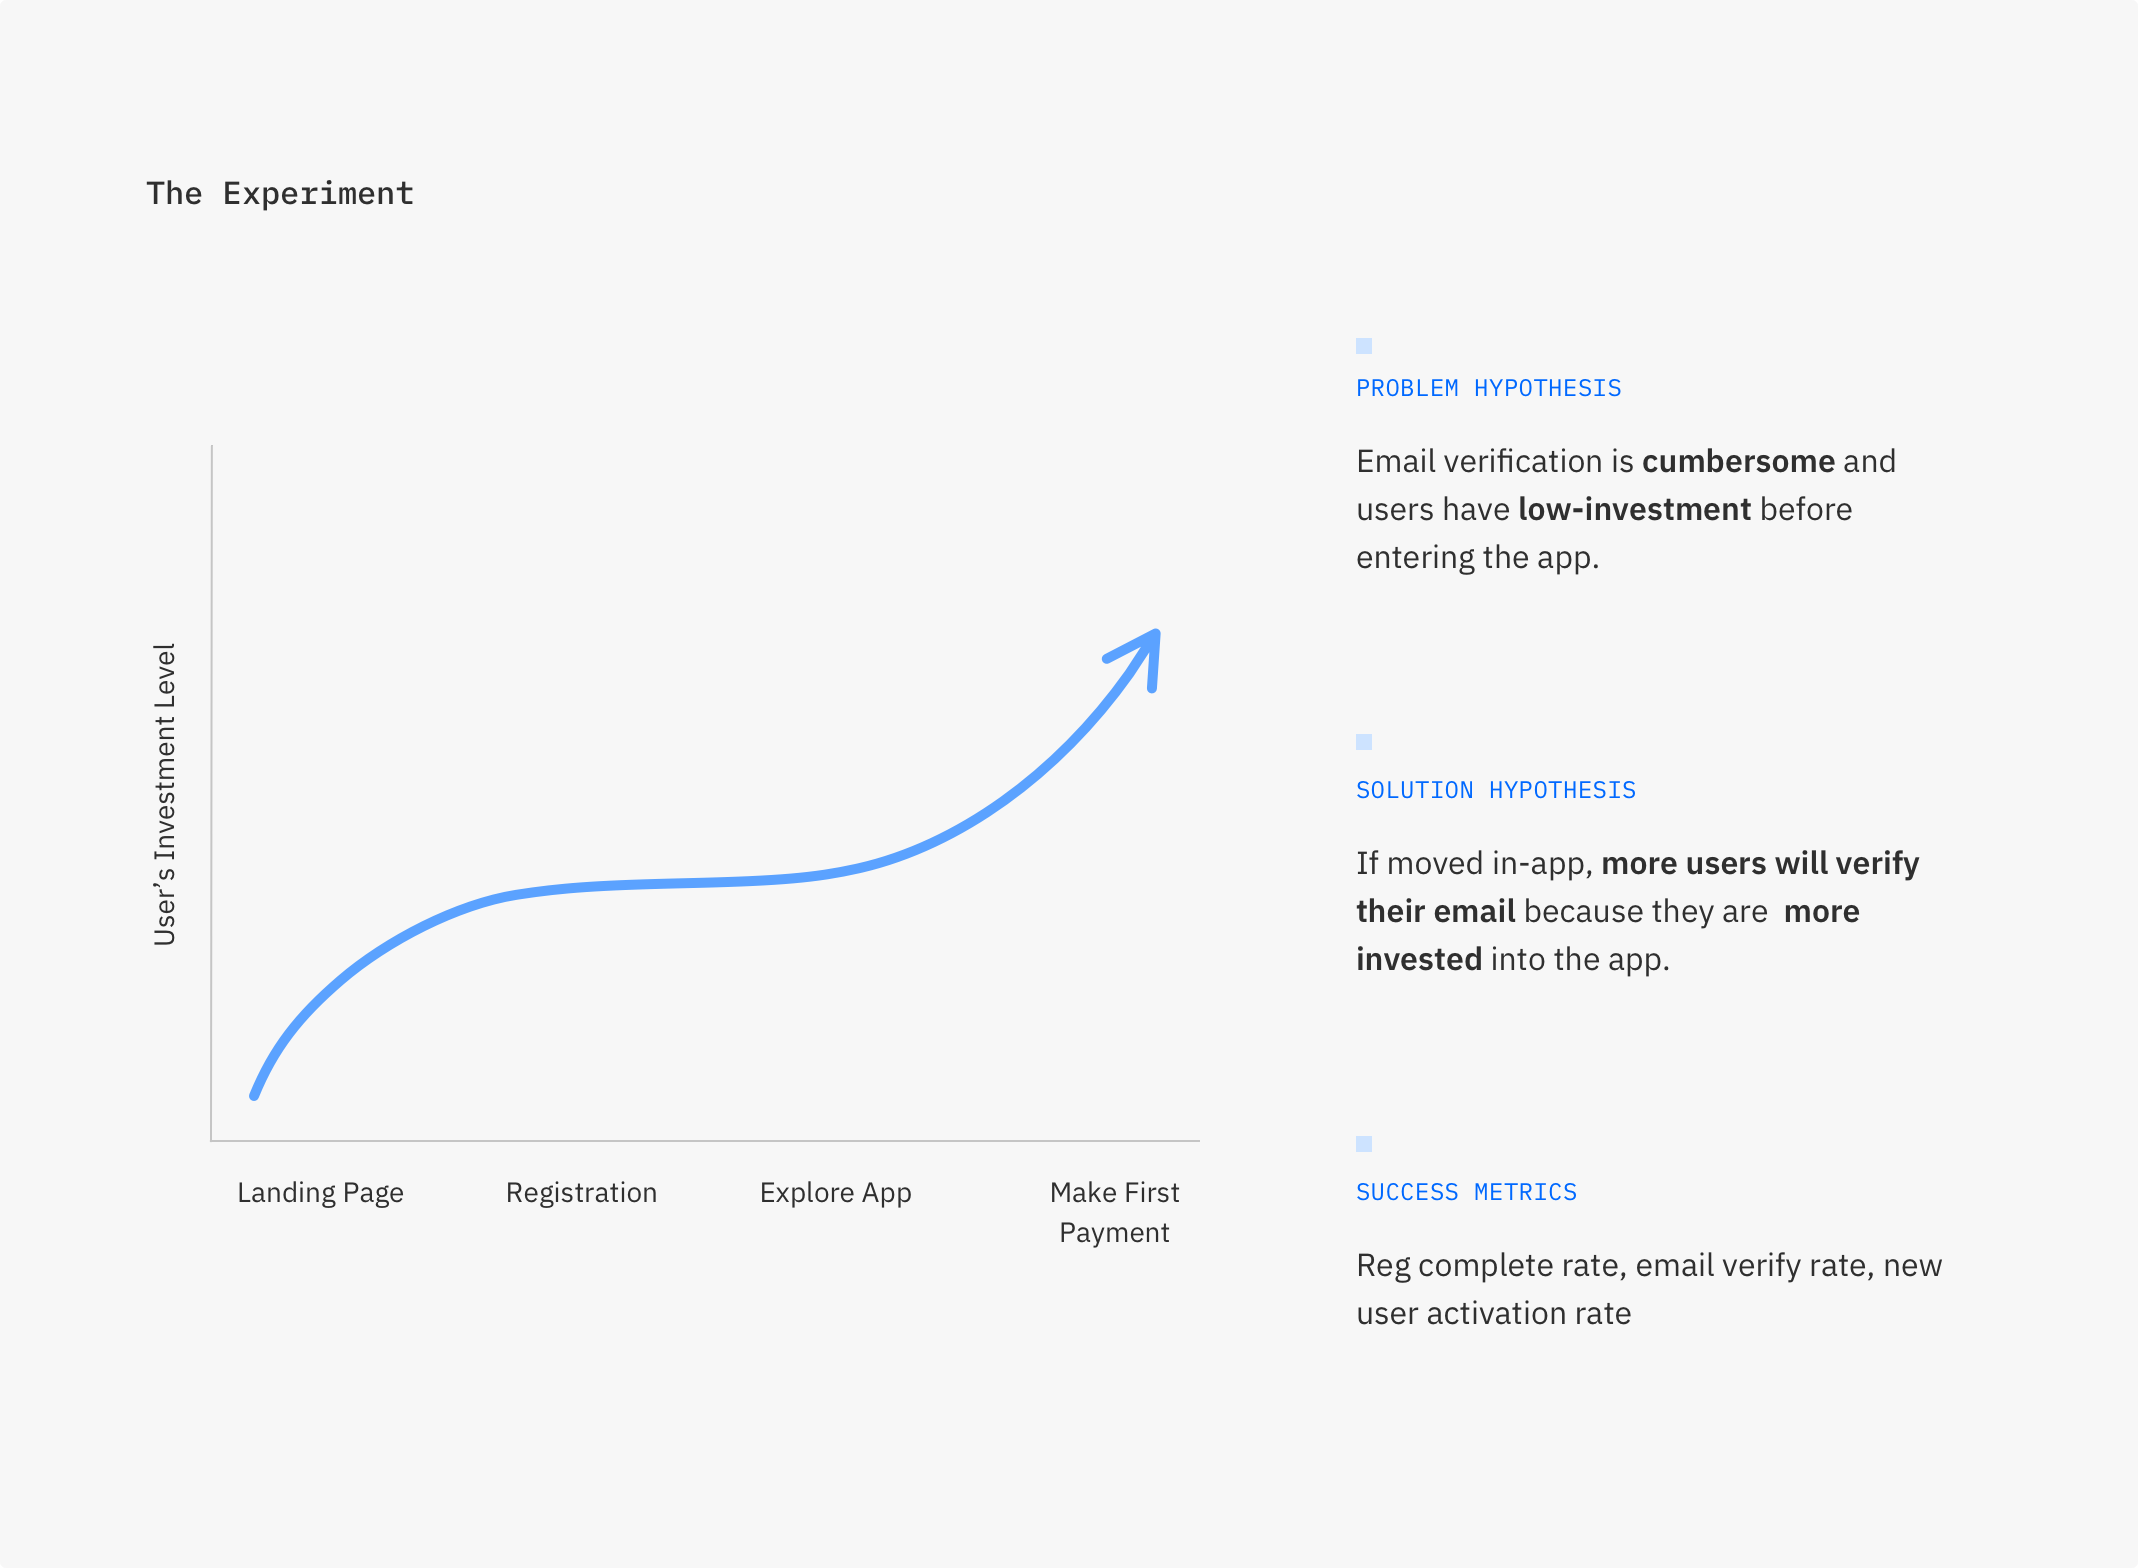 The Experiment
User’s Investment Level
Landing Page
Registration
Explore App
Make First
Payment
PROBLEM HYPOTHESIS
Email verification is cumbersome and
users have low-investment before
entering the app.
SOLUTION HYPOTHESIS
If moved in-app, more users will verify
their email because they are more
invested into the app.
SUCCESS METRICS
Reg complete rate, email verify rate, new
user activation rate